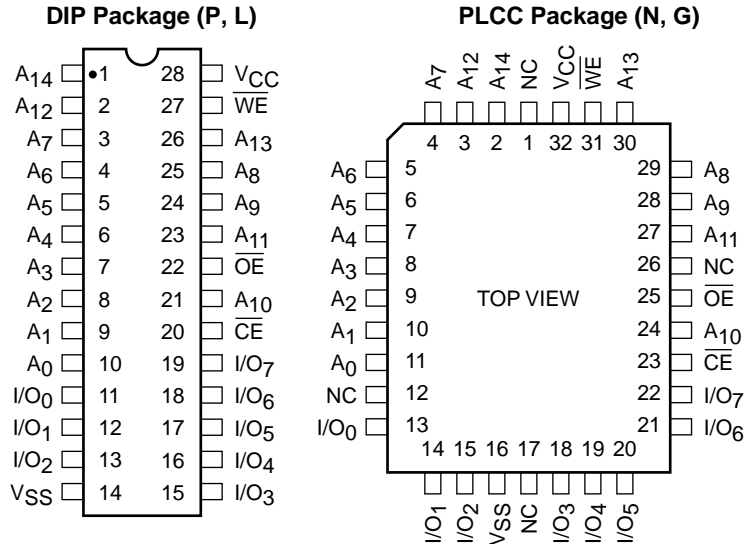 DIP Package (P, L)
A14 1 28 VCC
A12 2 27 WE
A7 3 26 A13
A6 4 25 A8
A5 5 24 A9
A4 6 23 A11
A3 7 22 OE
A2 8 21 A10
A1 9 20 CE
A0 10 19 I/O7
I/O0 11 18 I/O6
I/O1 12 17 I/O5
I/O2 13 16 I/O4
VSS 14 15 I/O3
PLCC Package (N, G)
A7 A12 A14 NC VCC WE A13
4 3 2 1 32 31 30
A6 5 29 A8
A5 6 28 A9
A4 7 27 A11
A3 8 26 NC
A2 9 TOP VIEW 25 OE
A1 10 24 A10
A0 11 23 CE
NC 12 22 I/O7
I/O0 13 21 I/O6
14 15 16 17 18 19 20
I/O1 I/O2 VSS NC I/O3 I/O4 I/O5